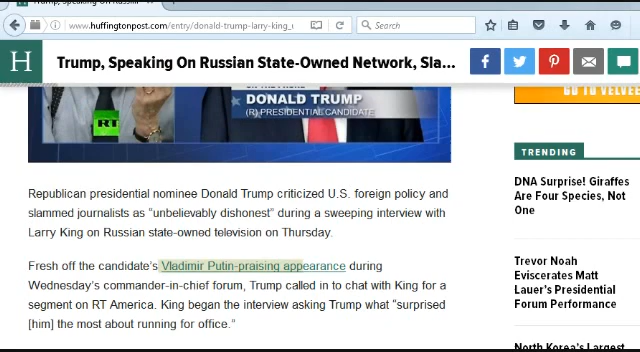 Trump, Speaking On Russian
www.huffingtonpost.com/entry/donald-trump-larry-king_
Search
H
Trump, Speaking On Russian State-Owned Network, Sla...
RT
DONALD TRUMP
(R) PRESIDENTIAL CANDIDATE
GO TO VELVE
TRENDING
DNA Surprise! Giraffes
Are Four Species, Not
One
Republican presidential nominee Donald Trump criticized U.S. foreign policy and
slammed journalists as "unbelievably dishonest" during a sweeping interview with
Larry King on Russian state-owned television on Thursday.
Fresh off the candidate's Vladimir Putin-praising appearance during
Wednesday's commander-in-chief forum, Trump called in to chat with King for a
segment on RT America. King began the interview asking Trump what "surprised
[him] the most about running for office."
Trevor Noah
Eviscerates Matt
Lauer's Presidential
Forum Performance
North Korea's Largest